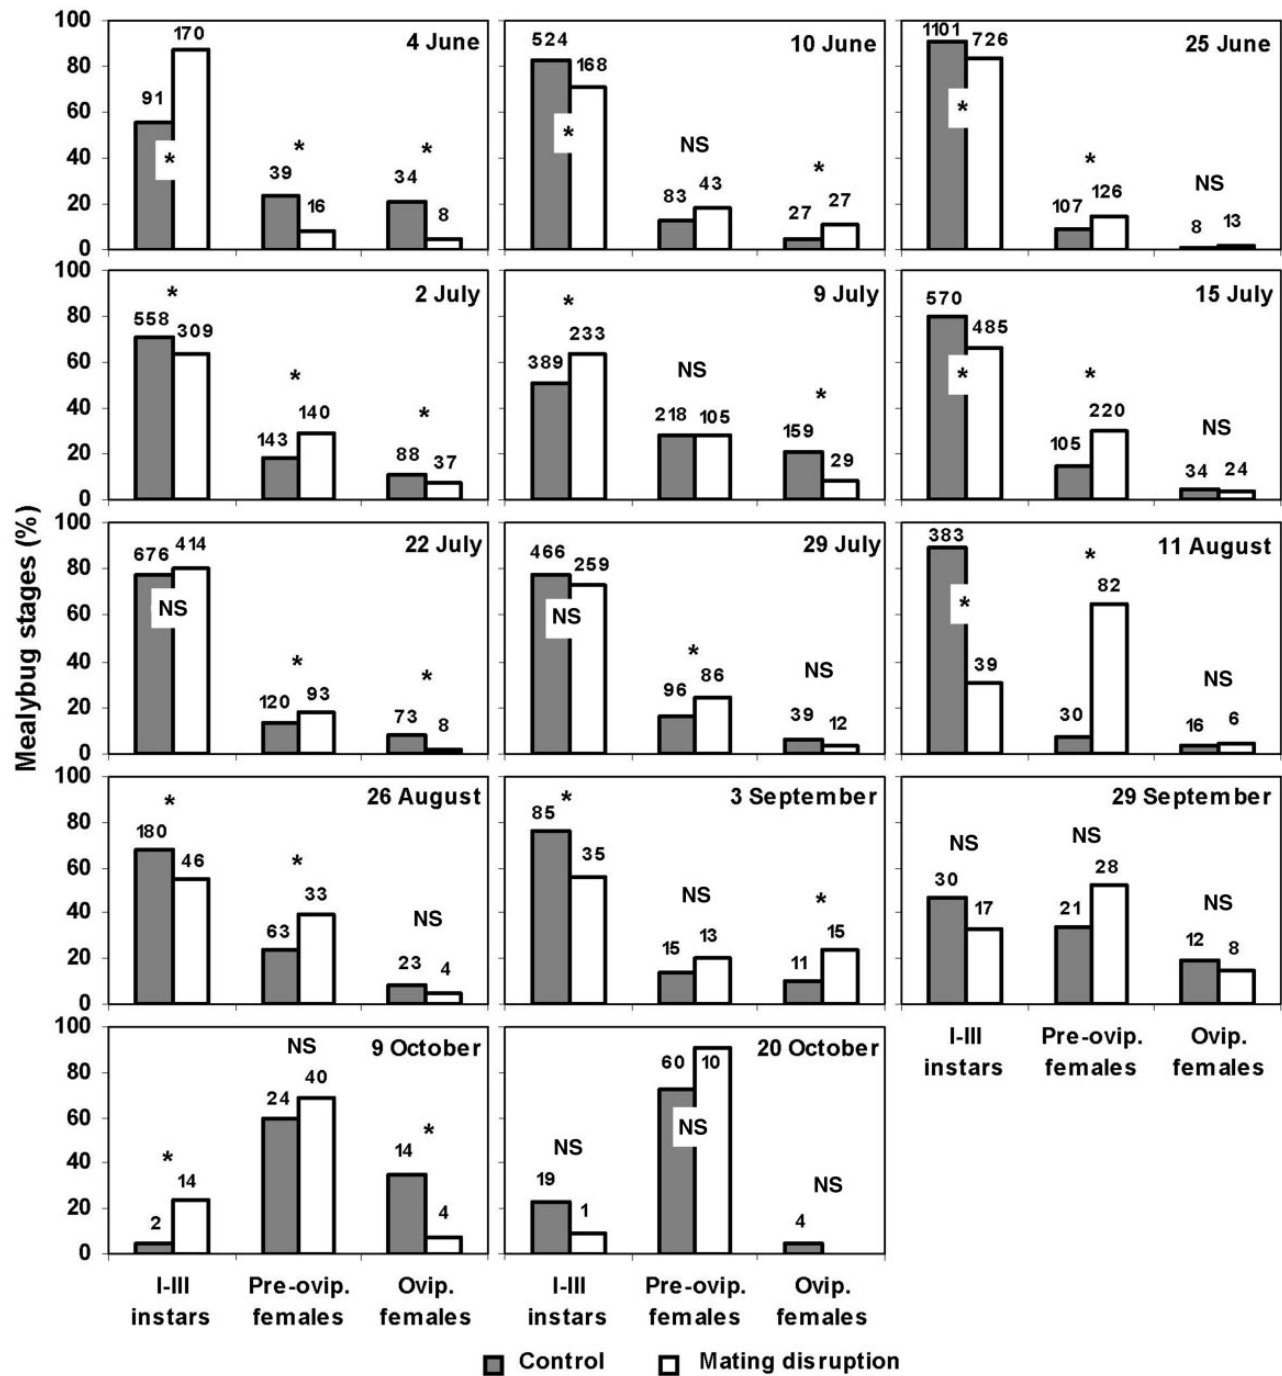 Mealybug stages (%)
100
80
60
40
20
0
4 June
170
91
*
*
*
39
34
16
8
10 June
524
168
*
NS
*
83
43
27
27
25 June
1101
726
*
*
NS
107
126
8
13
100
80
60
40
20
0
2 July
*
558
309
*
143
140
*
88
37
9 July
*
389
233
NS
218
105
*
159
29
15 July
570
485
*
*
105
220
NS
34
24
100
80
60
40
20
0
22 July
676
414
NS
*
120
93
*
73
8
29 July
466
259
NS
*
96
86
NS
39
12
11 August
383
*
39
*
30
82
NS
16
6
100
80
60
40
20
0
26 August
*
180
46
*
63
33
NS
23
4
3 September
*
85
35
NS
15
13
*
11
15
29 September
NS
30
17
NS
21
28
NS
12
8
I-III
instars
Pre-ovip.
females
Ovip.
females
100
80
60
40
20
0
9 October
*
2
14
NS
24
40
*
14
4
20 October
NS
19
1
60
10
NS
NS
4
I-III
instars
Pre-ovip.
females
Ovip.
females
I-III
instars
Pre-ovip.
females
Ovip.
females
Control
Mating disruption